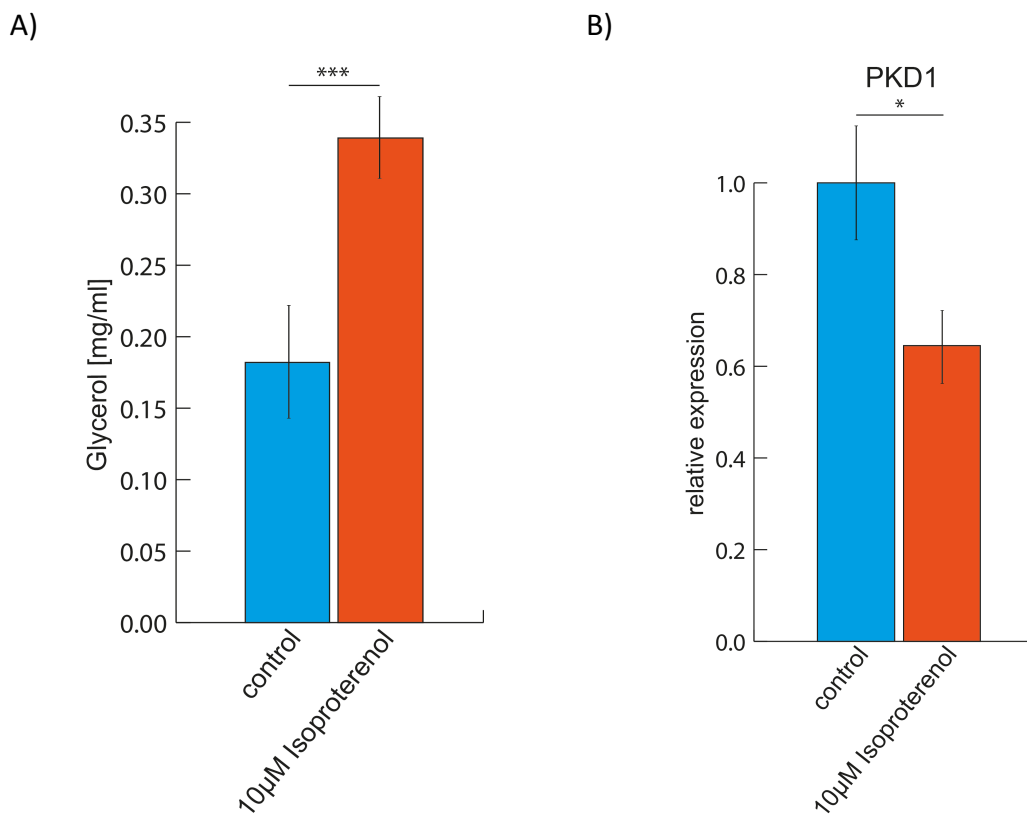 A)
***
0.35
0.30
0.25
0.20
0.15
0.10
0.05
0.00
Glycerol [mg/ml]
control
10µM Isoproterenol
B)
PKD1
*
1.0
0.8
0.6
0.4
0.2
0.0
relative expression
control
10µM Isoproterenol